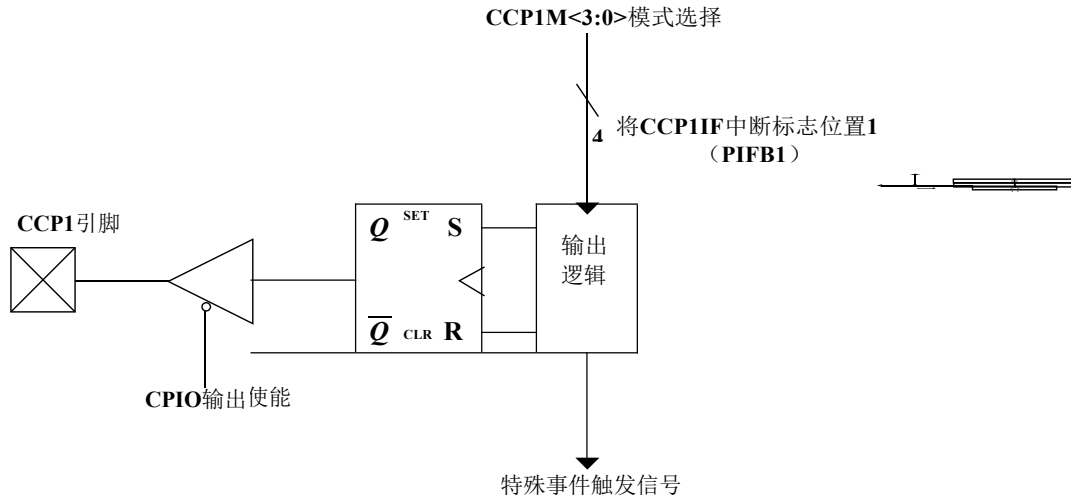 CCP1M<3:0>模式选择
4
将CCP1IF中断标志位置1
（PIFB1）
CCP1引脚
Q SET S
输出
逻辑
Q CLR R
CPIO输出使能
特殊事件触发信号